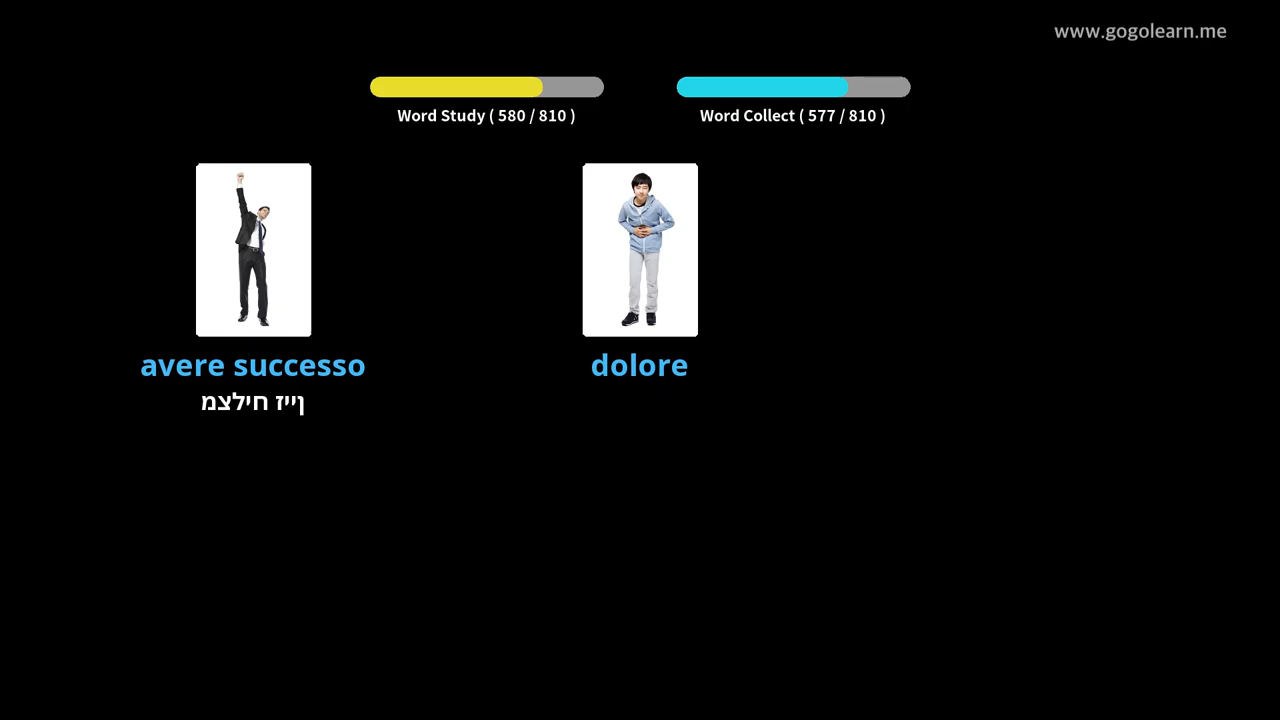 www.gogolearn.me
Word Study ( 580 / 810 )
Word Collect ( 577 / 810 )
avere successo
ןייז חילצמ
dolore